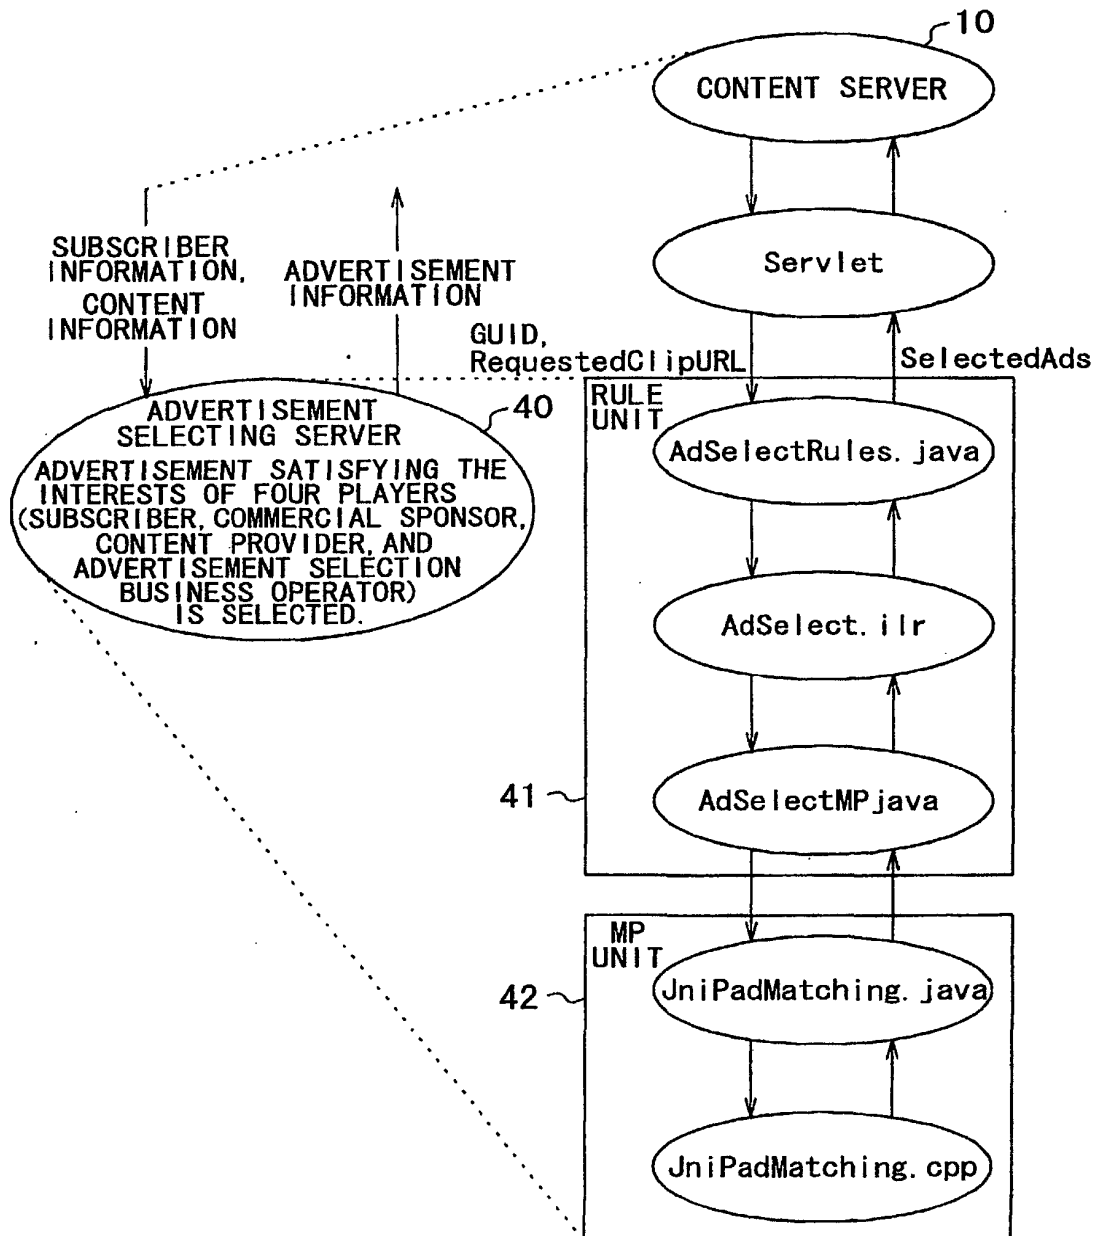 10
CONTENT SERVER
Servlet
SUBSCRIBER
INFORMATION,
CONTENT
INFORMATION
ADVERTISEMENT
INFORMATION
GUID,
RequestedClipURL
SelectedAds
40
ADVERTISEMENT
SELECTING SERVER
ADVERTISEMENT SATISFYING THE
INTERESTS OF FOUR PLAYERS
(SUBSCRIBER, COMMERCIAL SPONSOR,
CONTENT PROVIDER, AND
ADVERTISEMENT SELECTION
BUSINESS OPERATOR)
IS SELECTED.
RULE
UNIT
AdSelectRules.java
AdSelect.ilr
41
AdSelectMPjava
MP
UNIT
42
JniPadMatching.java
JniPadMatching.cpp